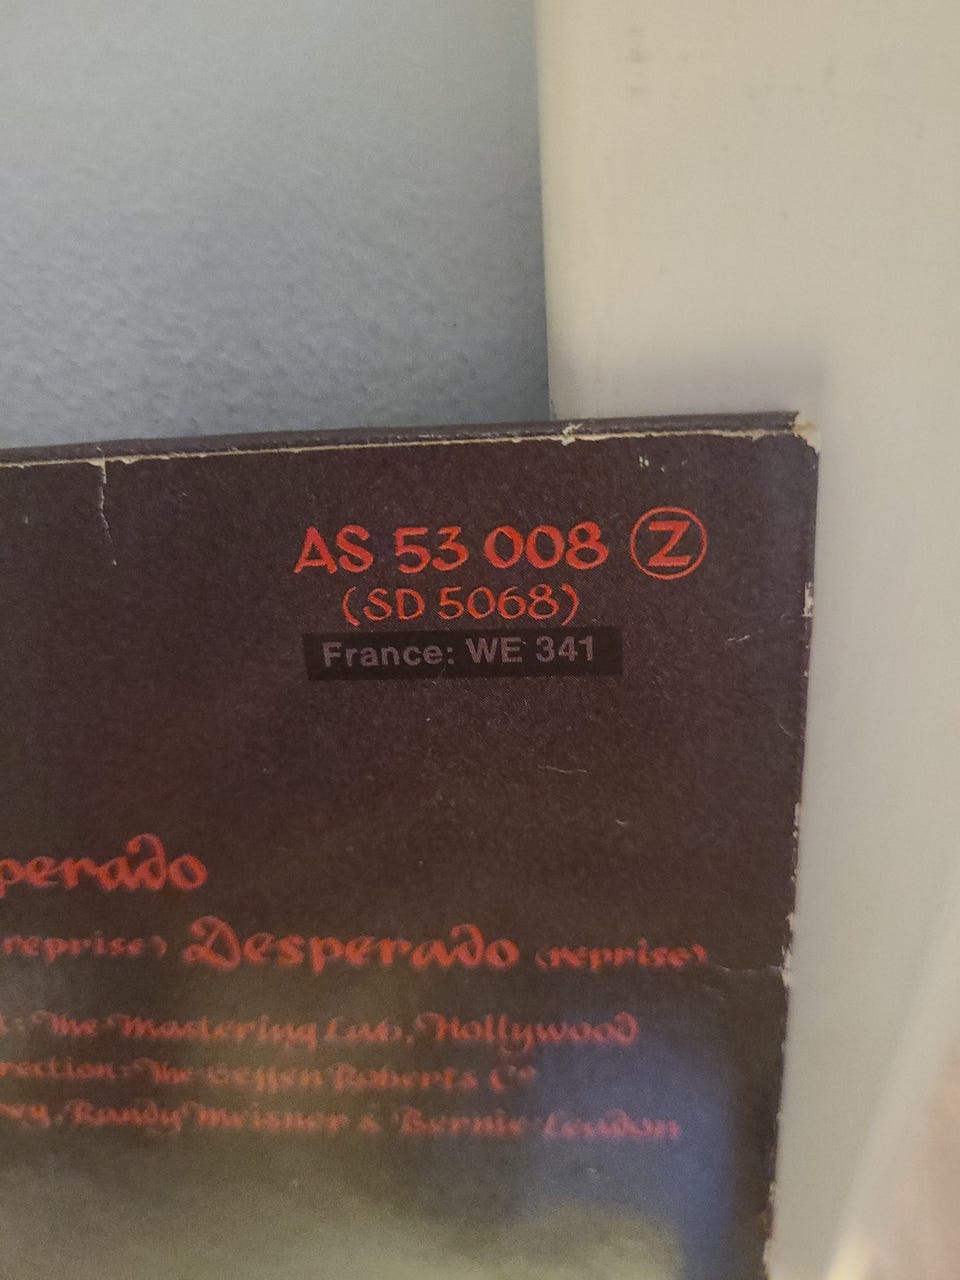 AS 53 008 Z
(SD 5068)
France: WE 341
perado
reprise) Desperado (reprise)
: The Mastering Lab, Hollywood
rection: The Geffen Roberts Co
ey, Randy Meisner & Bernie Leadon